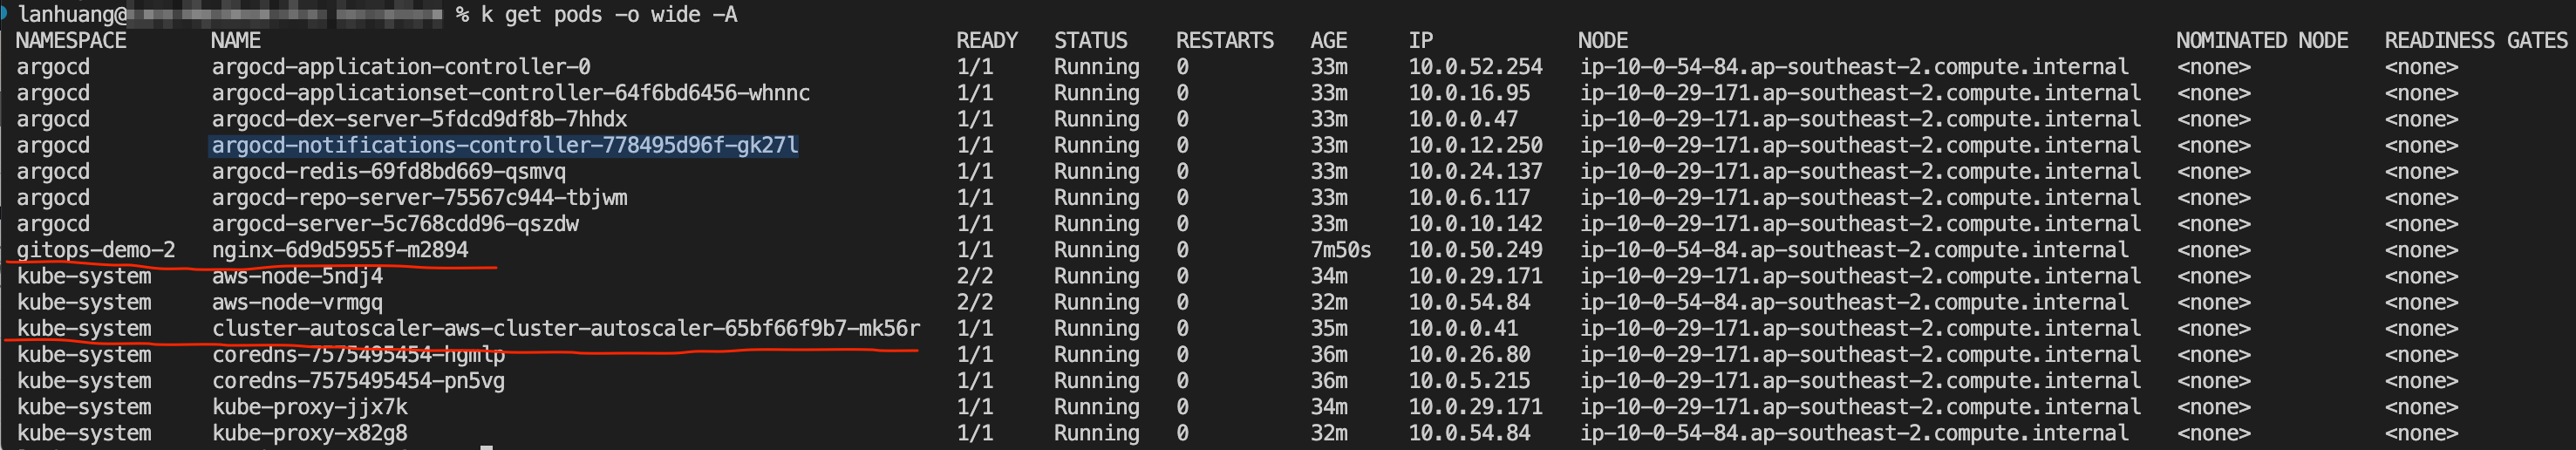 lanhuang@ % k get pods -o wide -A
NAMESPACE NAME READY STATUS RESTARTS AGE IP NODE NOMINATED NODE READINESS GATES
argocd argocd-application-controller-0 1/1 Running 0 33m 10.0.52.254 ip-10-0-54-84.ap-southeast-2.compute.internal <none> <none>
argocd argocd-applicationset-controller-64f6bd6456-whnnc 1/1 Running 0 33m 10.0.16.95 ip-10-0-29-171.ap-southeast-2.compute.internal <none> <none>
argocd argocd-dex-server-5fdcd9df8b-7hhdx 1/1 Running 0 33m 10.0.0.47 ip-10-0-29-171.ap-southeast-2.compute.internal <none> <none>
argocd argocd-notifications-controller-778495d96f-gk27l 1/1 Running 0 33m 10.0.12.250 ip-10-0-29-171.ap-southeast-2.compute.internal <none> <none>
argocd argocd-redis-69fd8bd669-qsmvq 1/1 Running 0 33m 10.0.24.137 ip-10-0-29-171.ap-southeast-2.compute.internal <none> <none>
argocd argocd-repo-server-75567c944-tbjwm 1/1 Running 0 33m 10.0.6.117 ip-10-0-29-171.ap-southeast-2.compute.internal <none> <none>
argocd argocd-server-5c768cdd96-qszdw 1/1 Running 0 33m 10.0.10.142 ip-10-0-29-171.ap-southeast-2.compute.internal <none> <none>
gitops-demo-2 nginx-6d9d5955f-m2894 1/1 Running 0 7m50s 10.0.50.249 ip-10-0-54-84.ap-southeast-2.compute.internal <none> <none>
kube-system aws-node-5ndj4 2/2 Running 0 34m 10.0.29.171 ip-10-0-29-171.ap-southeast-2.compute.internal <none> <none>
kube-system aws-node-vrmgq 2/2 Running 0 32m 10.0.54.84 ip-10-0-54-84.ap-southeast-2.compute.internal <none> <none>
kube-system cluster-autoscaler-aws-cluster-autoscaler-65bf66f9b7-mk56r 1/1 Running 0 35m 10.0.0.41 ip-10-0-29-171.ap-southeast-2.compute.internal <none> <none>
kube-system coredns-7575495454-hgmlp 1/1 Running 0 36m 10.0.26.80 ip-10-0-29-171.ap-southeast-2.compute.internal <none> <none>
kube-system coredns-7575495454-pn5vg 1/1 Running 0 36m 10.0.5.215 ip-10-0-29-171.ap-southeast-2.compute.internal <none> <none>
kube-system kube-proxy-jjx7k 1/1 Running 0 34m 10.0.29.171 ip-10-0-29-171.ap-southeast-2.compute.internal <none> <none>
kube-system kube-proxy-x82g8 1/1 Running 0 32m 10.0.54.84 ip-10-0-54-84.ap-southeast-2.compute.internal <none> <none>